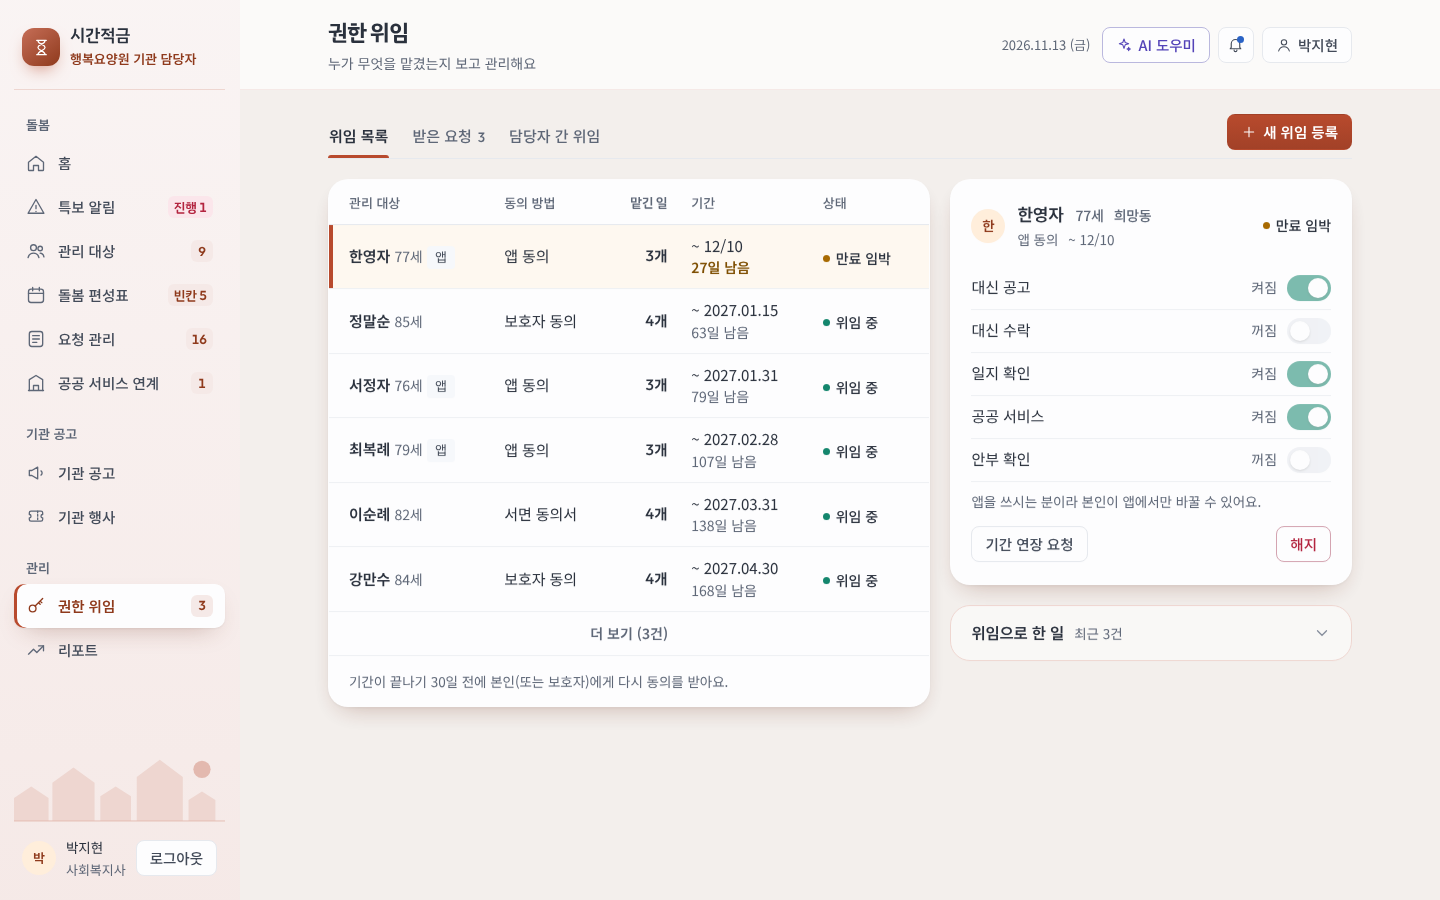 시간적금
행복요양원 기관 담당자
돌봄
홈
특보 알림 진행 1
관리 대상 9
돌봄 편성표 빈칸 5
요청 관리 16
공공 서비스 연계 1
기관 공고
기관 공고
기관 행사
관리
권한 위임 3
리포트
박 박지현
사회복지사
로그아웃
권한 위임
누가 무엇을 맡겼는지 보고 관리해요
2026.11.13 (금) AI 도우미 박지현
위임 목록 받은 요청 3 담당자 간 위임
+ 새 위임 등록
관리 대상 동의 방법 맡긴 일 기간 상태
한영자 77세 앱 앱 동의 3개 ~ 12/10 만료 임박
27일 남음
정말순 85세 보호자 동의 4개 ~ 2027.01.15 위임 중
63일 남음
서정자 76세 앱 앱 동의 3개 ~ 2027.01.31 위임 중
79일 남음
최복례 79세 앱 앱 동의 3개 ~ 2027.02.28 위임 중
107일 남음
이순례 82세 서면 동의서 4개 ~ 2027.03.31 위임 중
138일 남음
강만수 84세 보호자 동의 4개 ~ 2027.04.30 위임 중
168일 남음
더 보기 (3건)
기간이 끝나기 30일 전에 본인(또는 보호자)에게 다시 동의를 받아요.
한 한영자 77세 희망동
앱 동의 ~ 12/10
만료 임박
대신 공고 켜짐
대신 수락 꺼짐
일지 확인 켜짐
공공 서비스 켜짐
안부 확인 꺼짐
앱을 쓰시는 분이라 본인이 앱에서만 바꿀 수 있어요.
기간 연장 요청 해지
위임으로 한 일 최근 3건